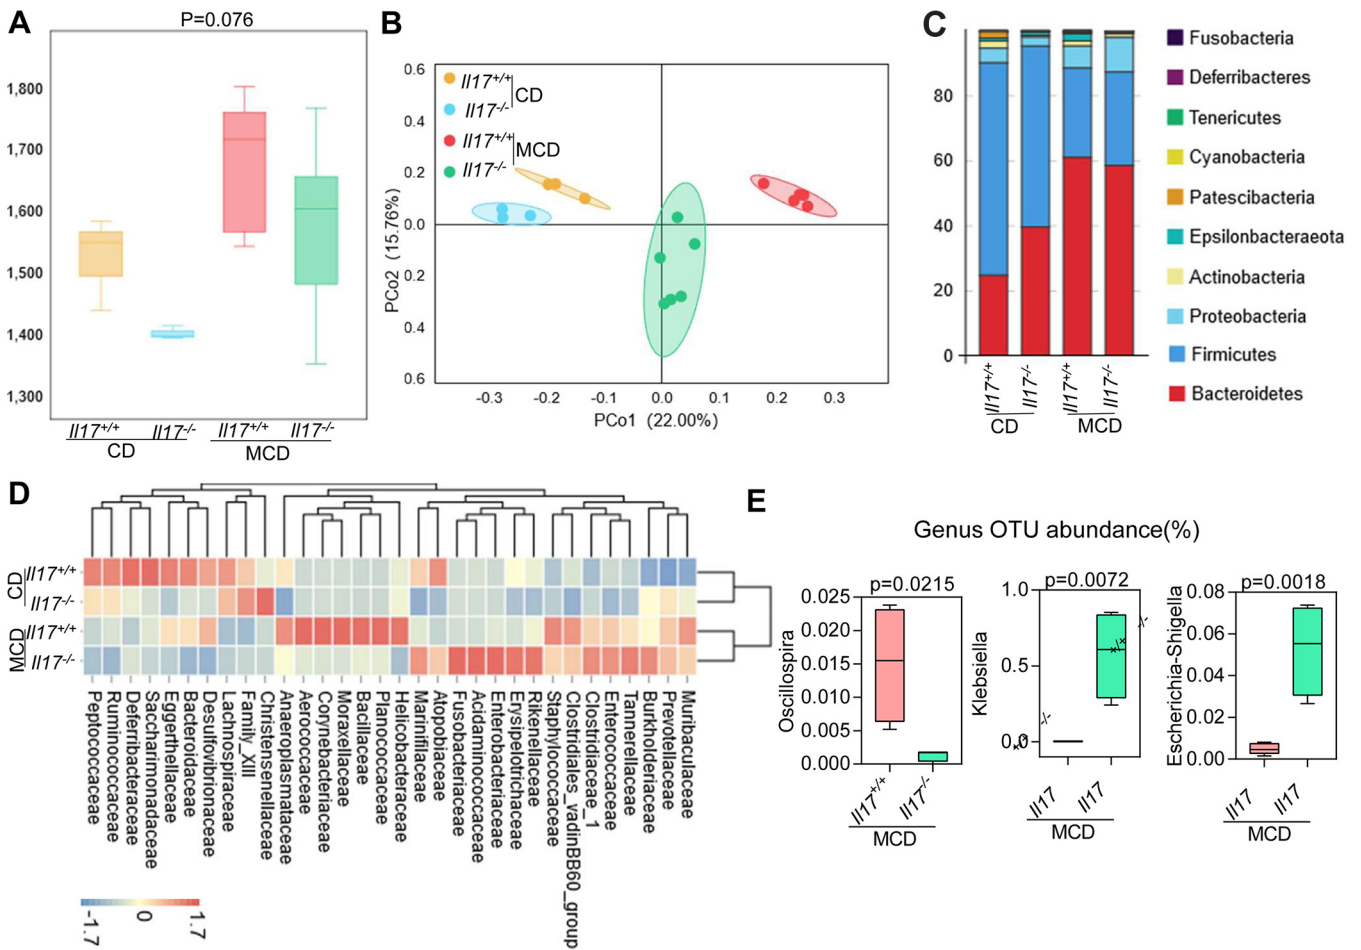 A
P=0.076
1,800
1,700
1,600
1,500
1,400
1,300
Il17+/+
Il17-/-
Il17+/+
Il17-/-
CD
MCD
B
Il17+/+
Il17-/-
CD
Il17+/+
Il17-/-
MCD
0.6
0.4
0.2
0.0
0.2
0.4
0.6
PCo2 (15.76%)
-0.3
-0.2
-0.1
0.0
0.1
0.2
0.3
PCo1 (22.00%)
C
80
60
40
20
0
Il17+/+
Il17-/-
Il17+/+
Il17-/-
CD
MCD
Fusobacteria
Deferribacteres
Tenericutes
Cyanobacteria
Patescibacteria
Epsilonbacteraeota
Actinobacteria
Proteobacteria
Firmicutes
Bacteroidetes
D
CD
Il17+/+
Il17-/-
MCD
Il17+/+
Il17-/-
Peptococcaceae
Ruminococcaceae
Deferribacteraceae
Saccharimonadaceae
Eggerthellaceae
Bacteroidaceae
Desulfovibrionaceae
Lachnospiraceae
Family_XIII
Christensenellaceae
Anaeroplasmataceae
Aerococcaceae
Corynebacteriaceae
Moraxellaceae
Bacillaceae
Planococcaceae
Helicobacteraceae
Marinifilaceae
Atopobiaceae
Fusobacteriaceae
Acidaminococcaceae
Enterobacteriaceae
Erysipelotrichaceae
Rikenellaceae
Staphylococcaceae
Clostridiales_vadinBB60_group
Clostridiaceae_1
Enterococcaceae
Tannerellaceae
Burkholderiaceae
Prevotellaceae
Muribaculaceae
-1.7
0
1.7
E
Genus OTU abundance(%)
p=0.0215
Oscillospira
0.025
0.020
0.015
0.010
0.005
0.000
Il17+/+
Il17-/-
MCD
p=0.0072
Klebsiella
1.0
0.5
0.0
Il17
Il17
MCD
p=0.0018
Escherichia-Shigella
0.08
0.06
0.04
0.02
0.00
Il17
Il17
MCD